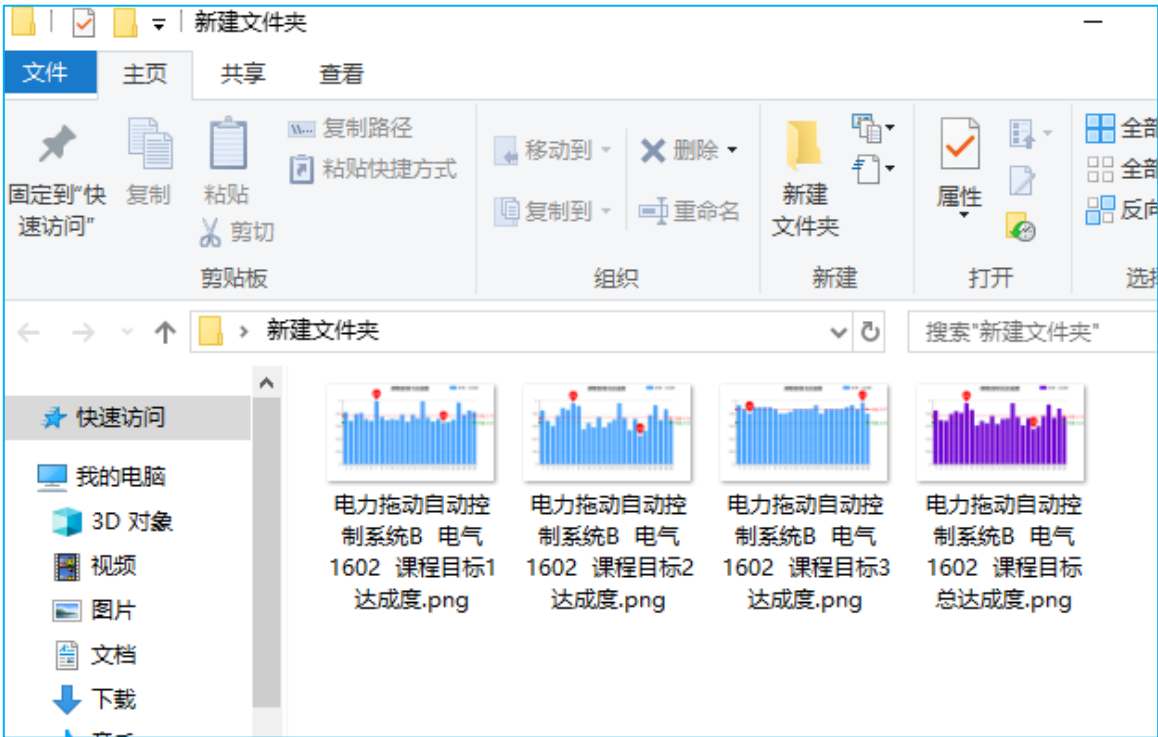 新建文件夹
文件 主页 共享 查看
固定到"快速访问"
复制
粘贴
复制路径
粘贴快捷方式
剪切
剪贴板
移动到
复制到
删除
重命名
组织
新建
文件夹
新建
属性
打开
全部
全部
反向
选择
新建文件夹
搜索"新建文件夹"
快速访问
我的电脑
3D 对象
视频
图片
文档
下载
电力拖动自动控
制系统B 电气
1602 课程目标1
达成度.png
电力拖动自动控
制系统B 电气
1602 课程目标2
达成度.png
电力拖动自动控
制系统B 电气
1602 课程目标3
达成度.png
电力拖动自动控
制系统B 电气
1602 课程目标
总达成度.png